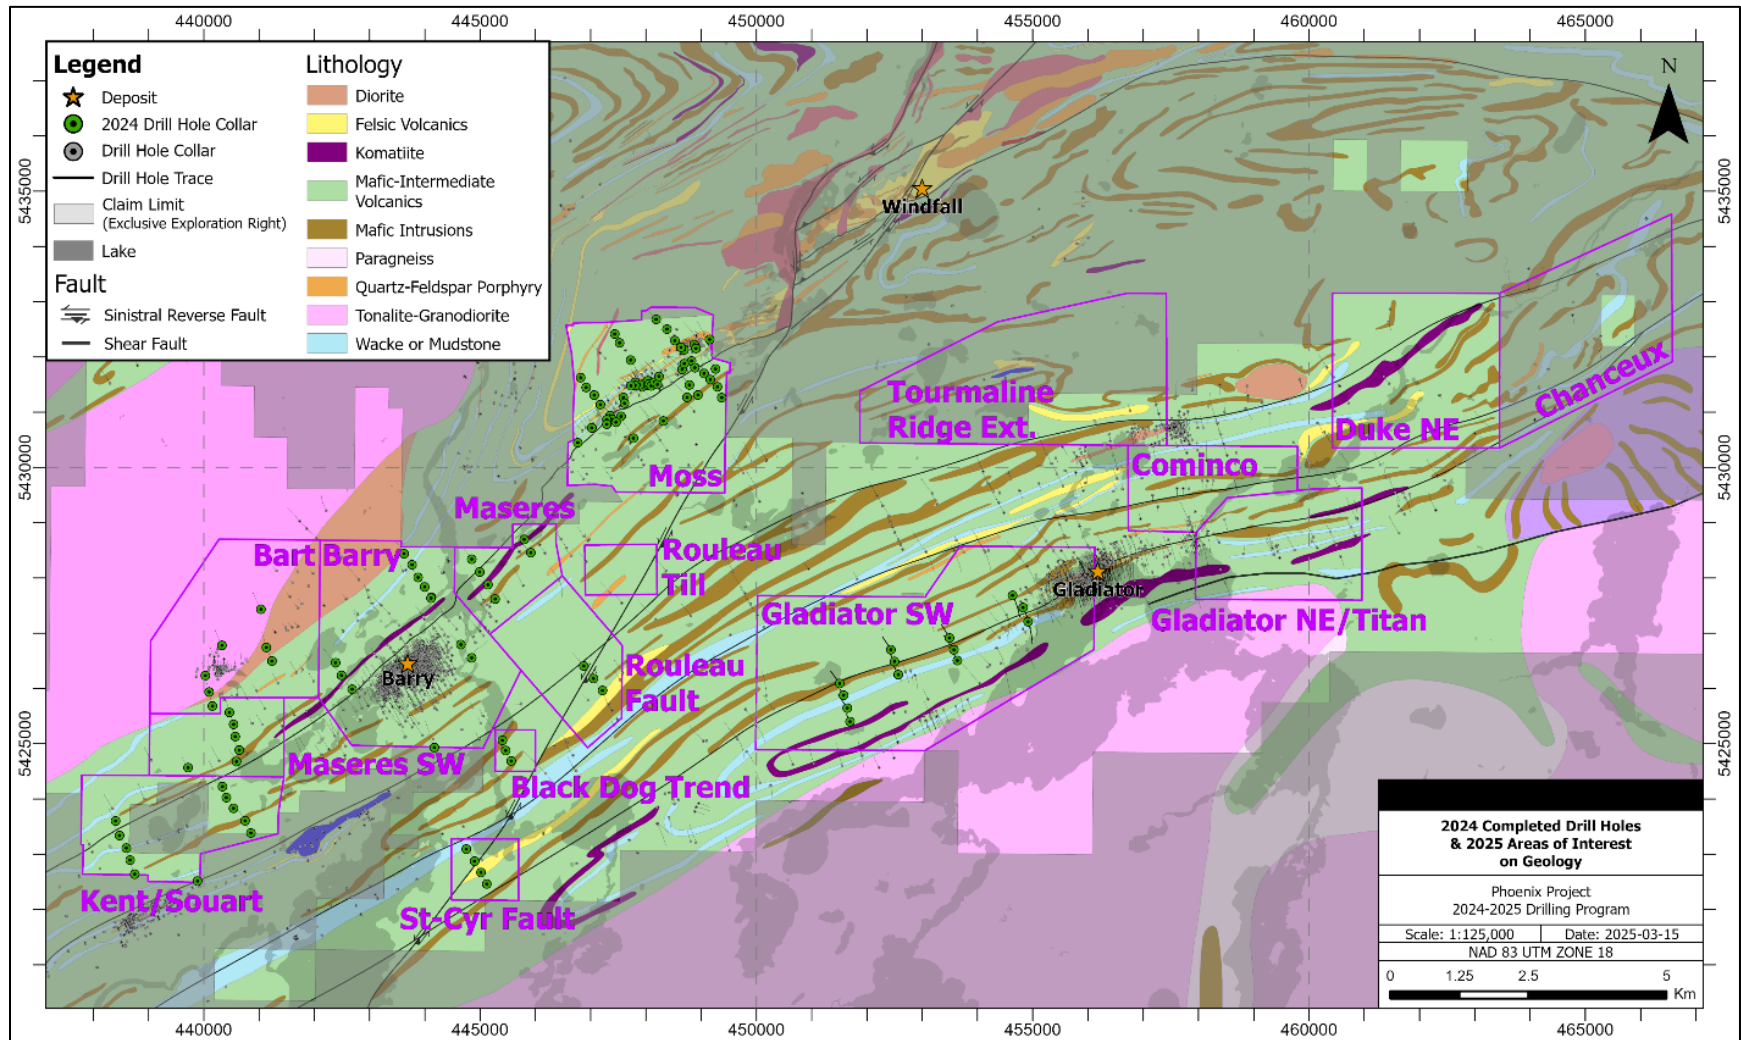 440000
445000
450000
455000
460000
465000
Legend
Deposit
2024 Drill Hole Collar
Drill Hole Collar
Drill Hole Trace
Claim Limit
(Exclusive Exploration Right)
Lake
Fault
Sinistral Reverse Fault
Shear Fault
Lithology
Diorite
Felsic Volcanics
Komatiite
Mafic-Intermediate
Volcanics
Mafic Intrusions
Paragneiss
Quartz-Feldspar Porphyry
Tonalite-Granodiorite
Wacke or Mudstone
N
5435000
5435000
Windfall
Tourmaline
Ridge Ext.
Chanceux
Duke NE
Moss
Cominco
5430000
5430000
Maseres
Bart Barry
Rouleau
Till
Gladiator
Gladiator SW
Gladiator NE/Titan
Barry
Rouleau
Fault
5425000
5425000
Maseres SW
Black Dog Trend
Kent/Souart
St-Cyr Fault
2024 Completed Drill Holes
& 2025 Areas of Interest
on Geology
Phoenix Project
2024-2025 Drilling Program
Scale: 1:125,000
Date: 2025-03-15
NAD 83 UTM ZONE 18
0 1.25 2.5 5
Km
440000
445000
450000
455000
460000
465000